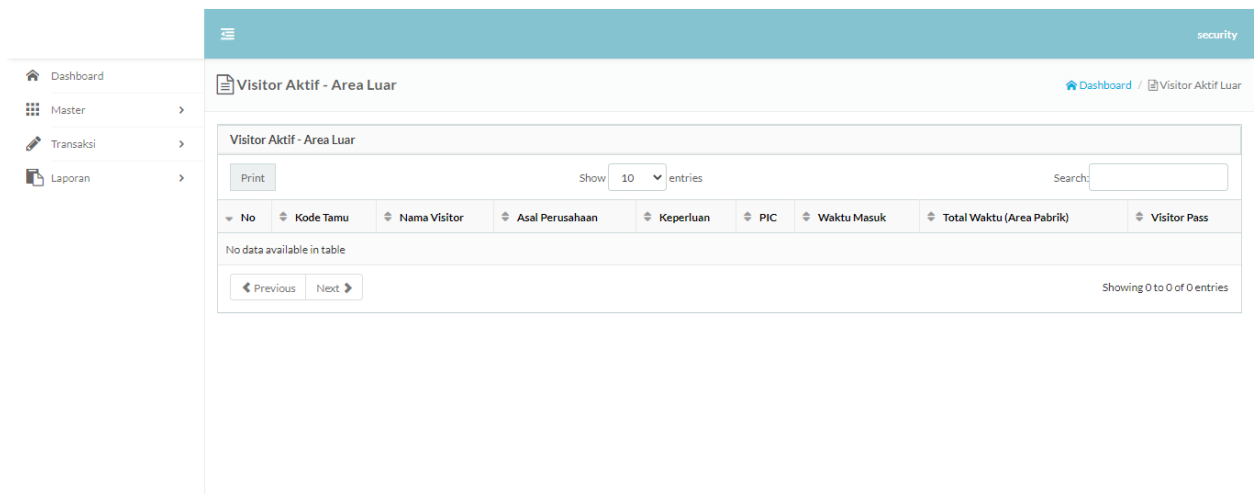 security
Dashboard
Master
Transaksi
Laporan
Visitor Aktif - Area Luar
Dashboard / Visitor Aktif Luar
Visitor Aktif - Area Luar
Print Show 10 entries Search:
No Kode Tamu Nama Visitor Asal Perusahaan Keperluan PIC Waktu Masuk Total Waktu (Area Pabrik) Visitor Pass
No data available in table
Previous Next Showing 0 to 0 of 0 entries